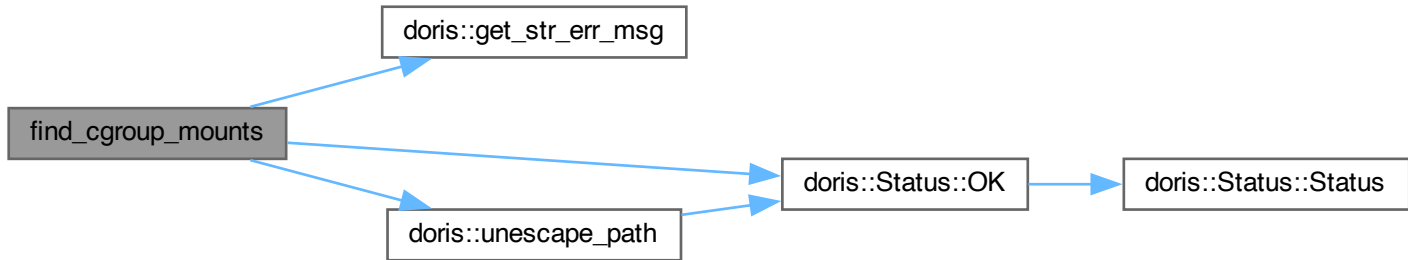 doris::get_str_err_msg
find_cgroup_mounts
doris::Status::OK
doris::Status::Status
doris::unescape_path